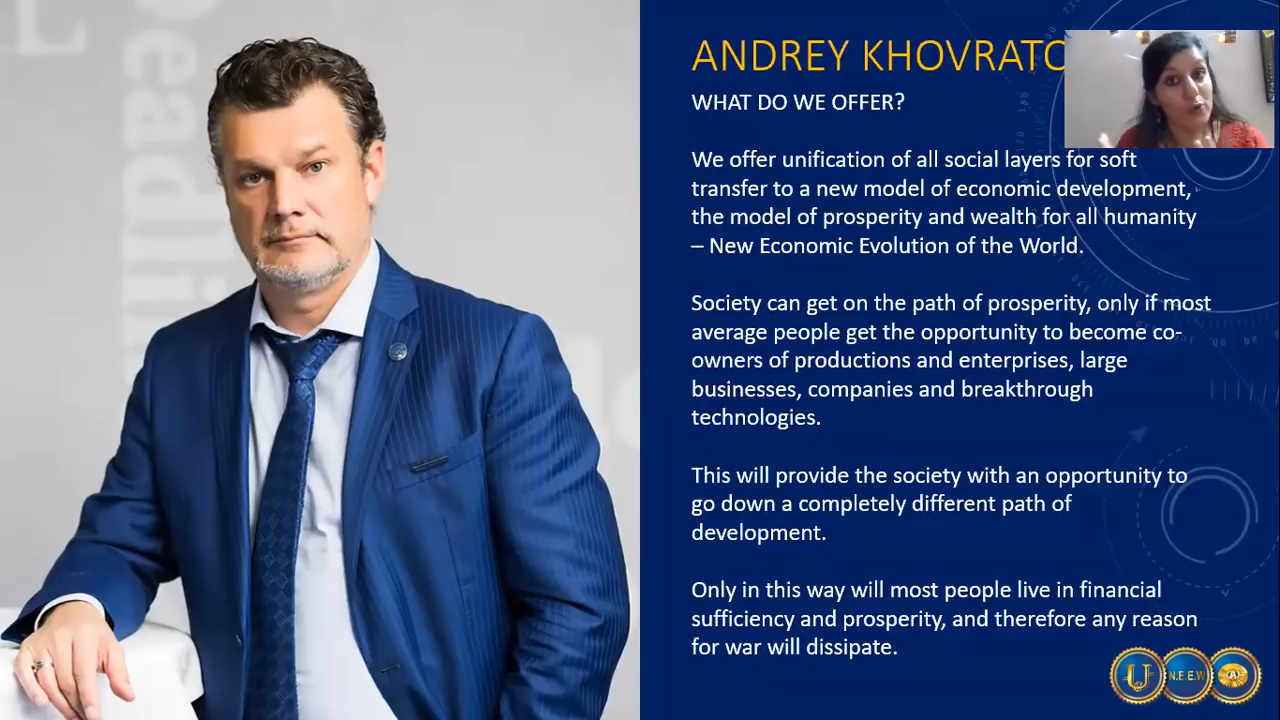 eadli
ANDREY KHOVRATO
WHAT DO WE OFFER?
We offer unification of all social layers for soft
transfer to a new model of economic development,
the model of prosperity and wealth for all humanity
– New Economic Evolution of the World.
Society can get on the path of prosperity, only if most
average people get the opportunity to become co-
owners of productions and enterprises, large
businesses, companies and breakthrough
technologies.
This will provide the society with an opportunity to
go down a completely different path of
development.
Only in this way will most people live in financial
sufficiency and prosperity, and therefore any reason
for war will dissipate.
U N.E.E.W